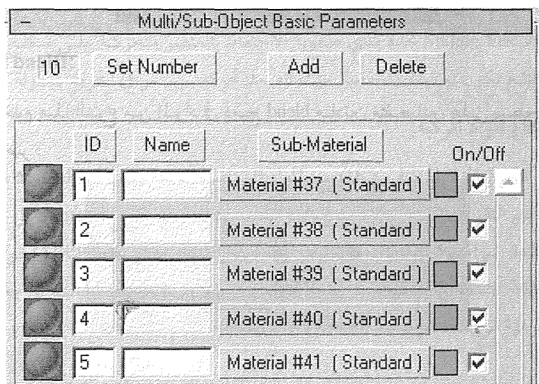 Multi/Sub-Object Basic Parameters
10 Set Number Add Delete
ID Name Sub-Material On/Off
1 Material #37 ( Standard )
2 Material #38 ( Standard )
3 Material #39 ( Standard )
4 Material #40 ( Standard )
5 Material #41 ( Standard )